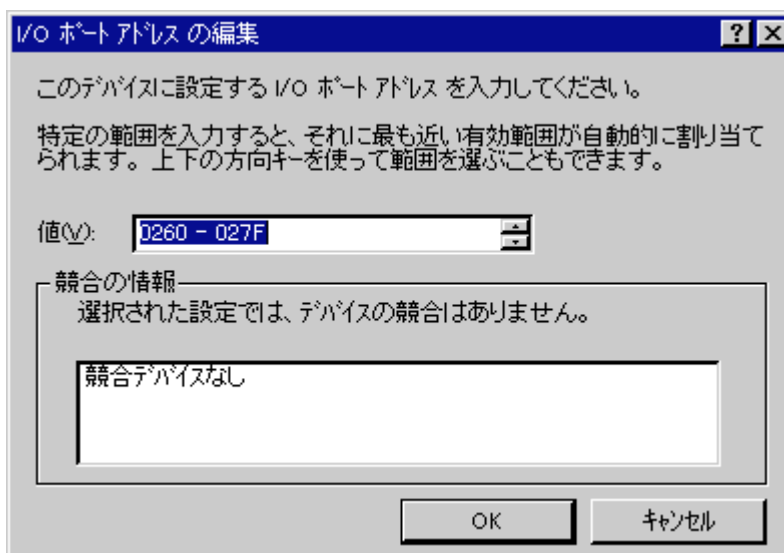 I/O ﾎﾟｰﾄ ｱﾄﾞﾚｽ の編集
このﾃﾞﾊﾞｲｽに設定する I/O ﾎﾟｰﾄ ｱﾄﾞﾚｽ を入力してください。
特定の範囲を入力すると、それに最も近い有効範囲が自動的に割り当て
られます。上下の方向キーを使って範囲を選ぶこともできます。
値(V):
0260 - 027F
競合の情報
選択された設定では、ﾃﾞﾊﾞｲｽの競合はありません。
競合ﾃﾞﾊﾞｲｽなし
OK
ｷｬﾝｾﾙ